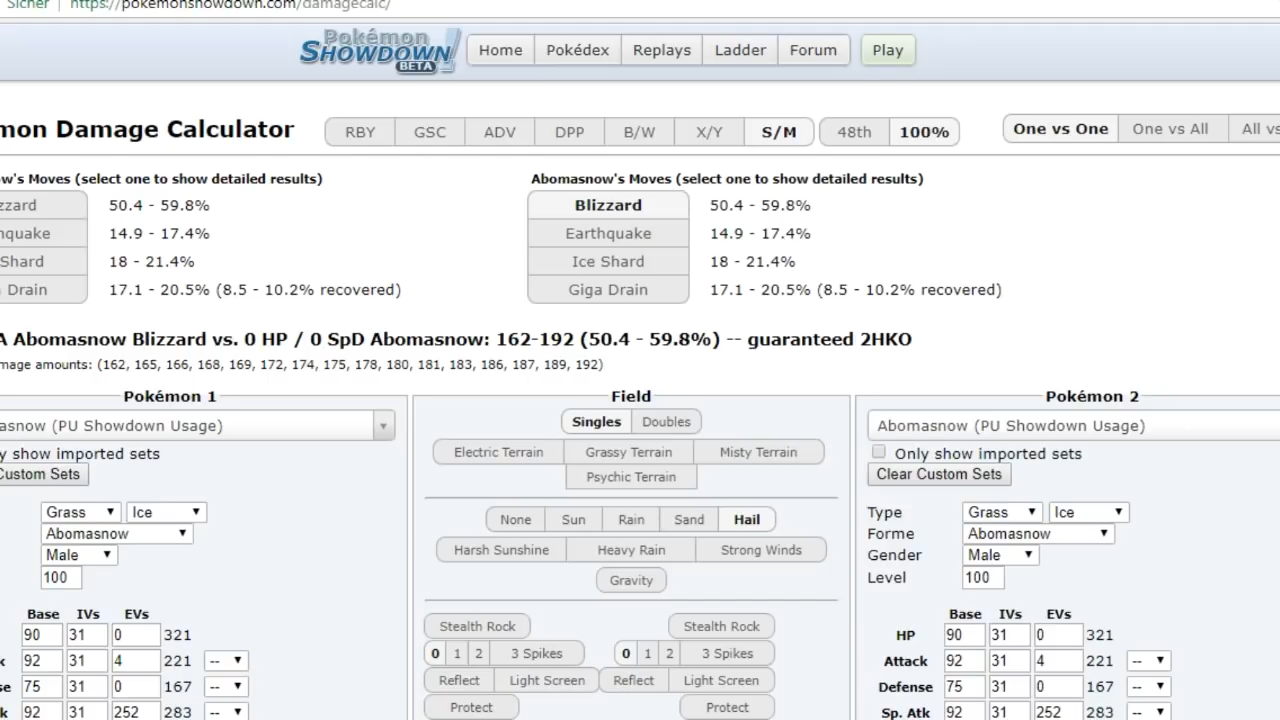 Sicher https://pokemonshowdown.com/damagecalc/
Pokémon SHOWDOWN! BETA Home Pokédex Replays Ladder Forum Play
mon Damage Calculator RBY GSC ADV DPP B/W X/Y S/M 48th 100% One vs One One vs All All vs
w's Moves (select one to show detailed results) Abomasnow's Moves (select one to show detailed results)
zzard 50.4 - 59.8% Blizzard 50.4 - 59.8%
hquake 14.9 - 17.4% Earthquake 14.9 - 17.4%
Shard 18 - 21.4% Ice Shard 18 - 21.4%
Drain 17.1 - 20.5% (8.5 - 10.2% recovered) Giga Drain 17.1 - 20.5% (8.5 - 10.2% recovered)
A Abomasnow Blizzard vs. 0 HP / 0 SpD Abomasnow: 162-192 (50.4 - 59.8%) -- guaranteed 2HKO
mage amounts: (162, 165, 166, 168, 169, 172, 174, 175, 178, 180, 181, 183, 186, 187, 189, 192)
Pokémon 1 Field Pokémon 2
Singles Doubles
asnow (PU Showdown Usage) Abomasnow (PU Showdown Usage)
Electric Terrain Grassy Terrain Misty Terrain
y show imported sets Only show imported sets
Custom Sets Psychic Terrain Clear Custom Sets
Grass Ice None Sun Rain Sand Hail Type Grass Ice
Abomasnow Forme Abomasnow
Male Harsh Sunshine Heavy Rain Strong Winds Gender Male
100 Gravity Level 100
Base IVs EVs Base IVs EVs
Stealth Rock Stealth Rock
90 31 0 321 HP 90 31 0 321
0 1 2 3 Spikes 0 1 2 3 Spikes
k 92 31 4 221 -- Attack 92 31 4 221 --
Reflect Light Screen Reflect Light Screen
se 75 31 0 167 -- Defense 75 31 0 167 --
Protect Protect
k 92 31 252 283 -- Sp. Atk 92 31 252 283 --